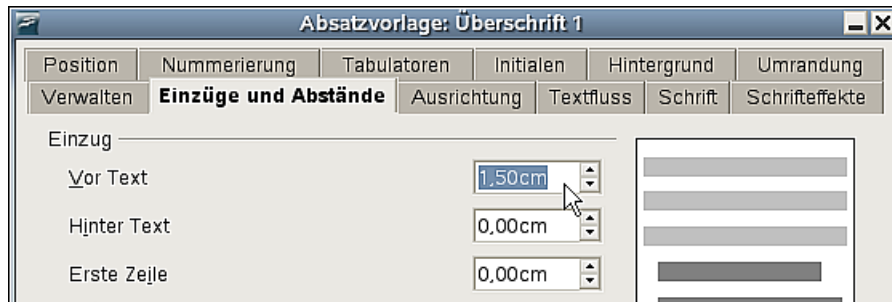 Absatzvorlage: Überschrift 1
Position Nummerierung Tabulatoren Initialen Hintergrund Umrandung
Verwalten Einzüge und Abstände Ausrichtung Textfluss Schrift Schrifteffekte
Einzug
Vor Text 1,50cm
Hinter Text 0,00cm
Erste Zeile 0,00cm